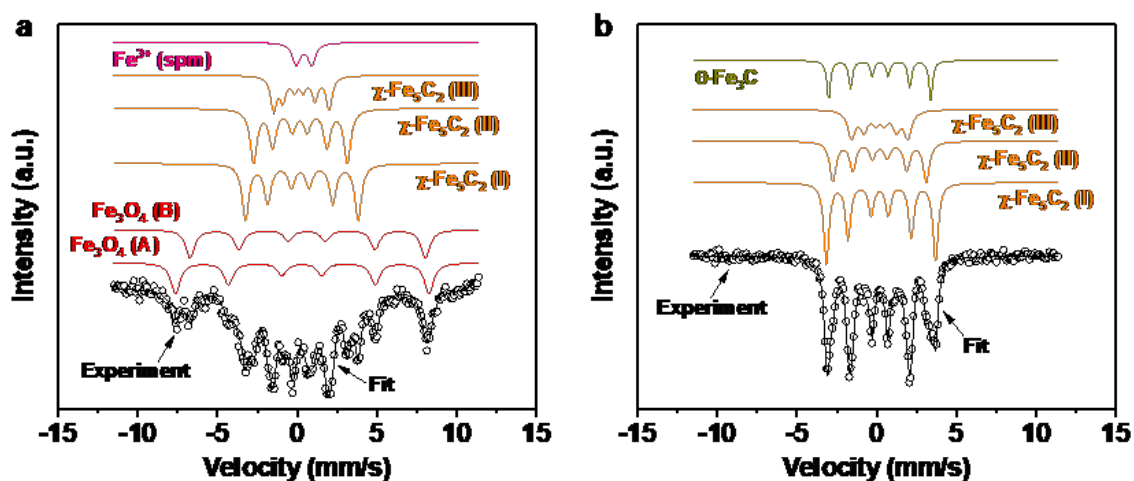 a
Fe³⁺ (spm)
χ-Fe₅C₂ (III)
χ-Fe₅C₂ (II)
χ-Fe₅C₂ (I)
Fe₃O₄ (B)
Fe₃O₄ (A)
Experiment
Fit
Intensity (a.u.)
-15 -10 -5 0 5 10 15
Velocity (mm/s)
b
θ-Fe₃C
χ-Fe₅C₂ (III)
χ-Fe₅C₂ (II)
χ-Fe₅C₂ (I)
Experiment
Fit
Intensity (a.u.)
-15 -10 -5 0 5 10 15
Velocity (mm/s)